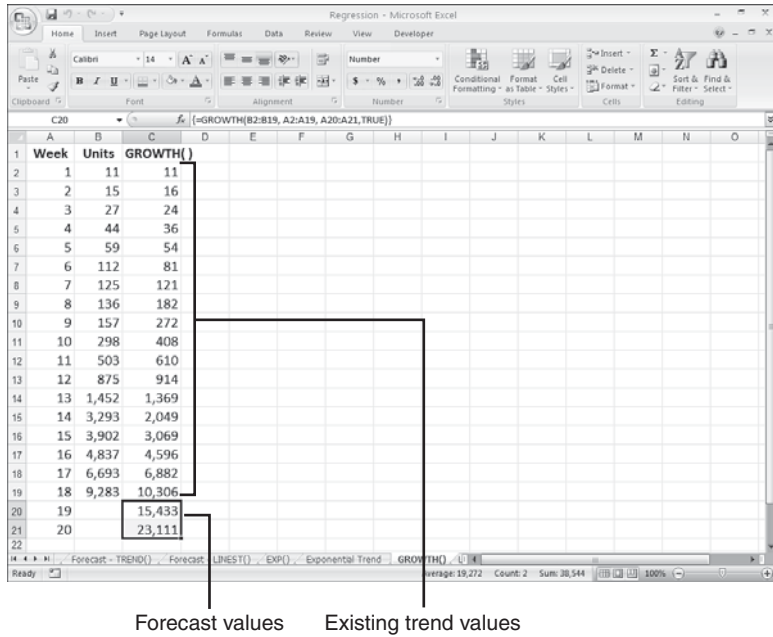 Regression - Microsoft Excel
Home Insert Page Layout Formulas Data Review View Developer
Paste
Calibri 14 A A
B I U
Number
$ % ,
Conditional Formatting
Format as Table
Cell Styles
Insert
Delete
Format
Sort & Filter
Find & Select
Clipboard Font Alignment Number Styles Cells Editing
C20 fx {=GROWTH(B2:B19, A2:A19, A20:A21,TRUE)}
A B C D E F G H I J K L M N O
1 Week Units GROWTH( )
2 1 11 11
3 2 15 16
4 3 27 24
5 4 44 36
6 5 59 54
7 6 112 81
8 7 125 121
9 8 136 182
10 9 157 272
11 10 298 408
12 11 503 610
13 12 875 914
14 13 1,452 1,369
15 14 3,293 2,049
16 15 3,902 3,069
17 16 4,837 4,596
18 17 6,693 6,882
19 18 9,283 10,306
20 19 15,433
21 20 23,111
22
Forecast - TREND() Forecast - LINEST() EXP() Exponential Trend GROWTH()
Ready Average: 19,272 Count: 2 Sum: 38,544 100%
Forecast values Existing trend values